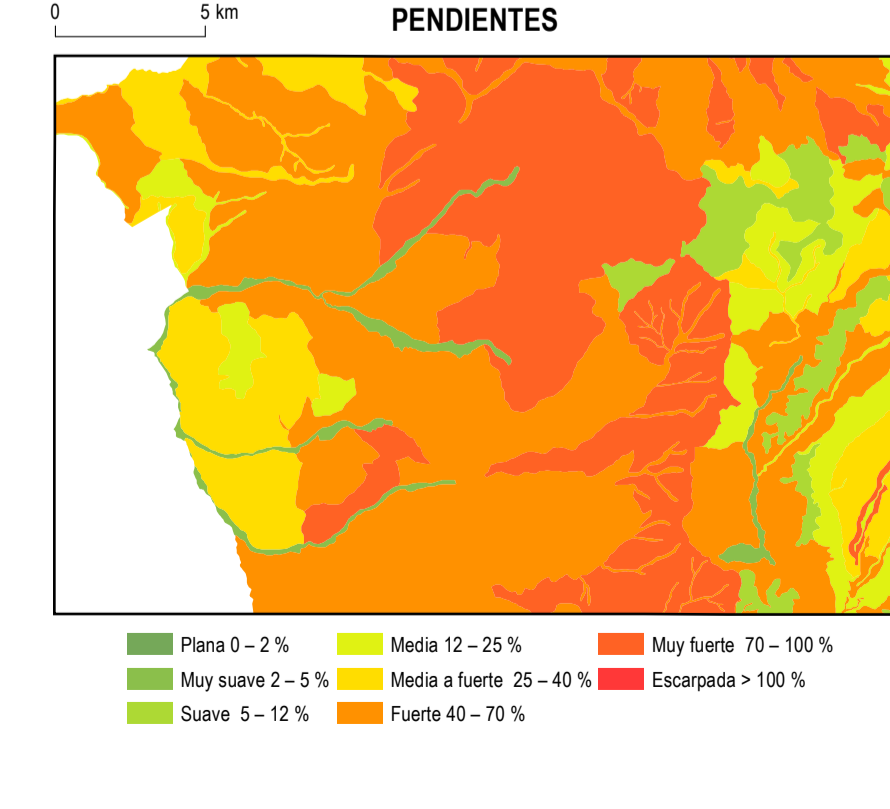 0 5 km
PENDIENTES
Plana 0 – 2 %
Muy suave 2 – 5 %
Suave 5 – 12 %
Media 12 – 25 %
Media a fuerte 25 – 40 %
Fuerte 40 – 70 %
Muy fuerte 70 – 100 %
Escarpada > 100 %